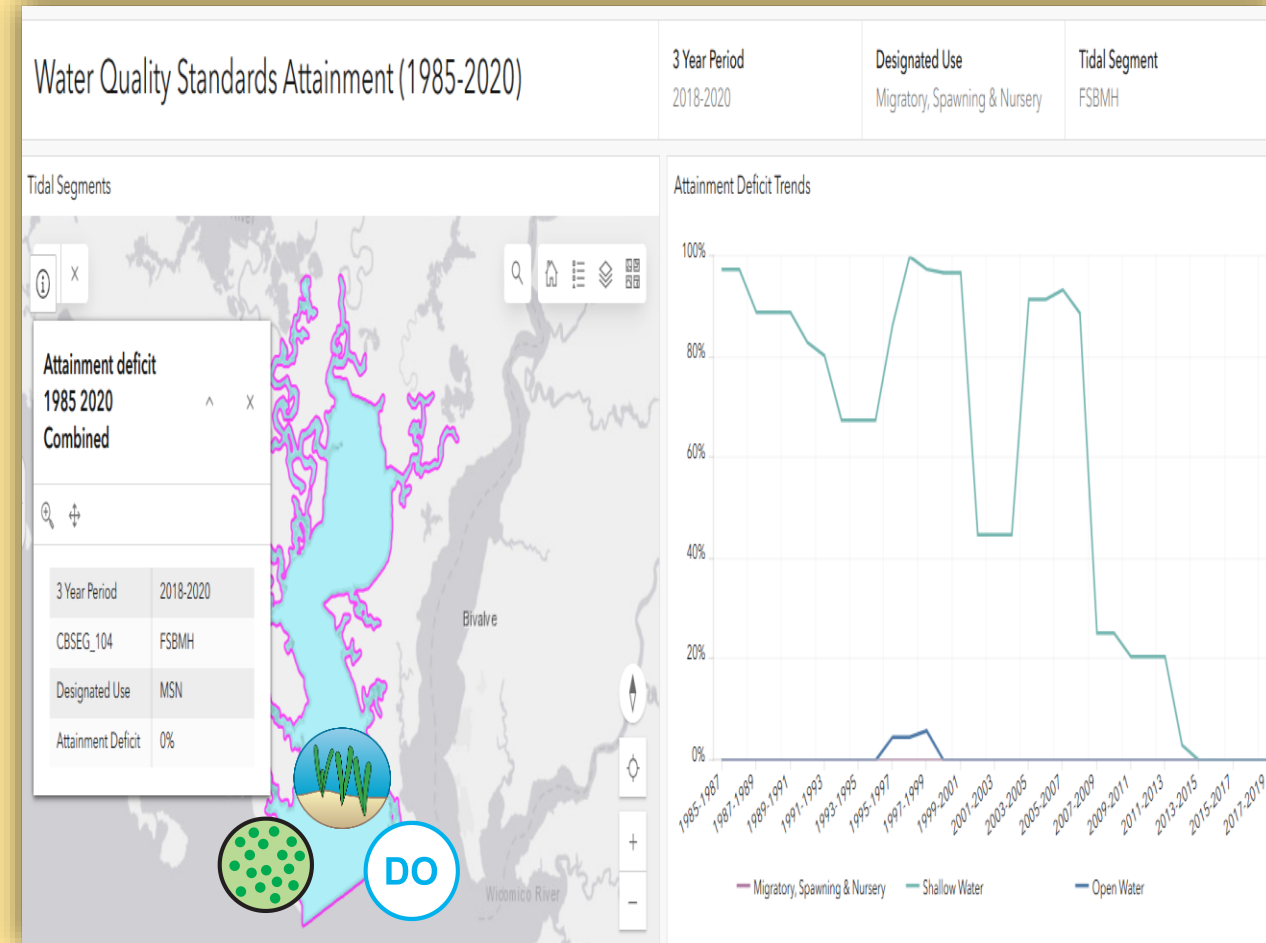 Water Quality Standards Attainment (1985-2020)
3 Year Period
2018-2020
Designated Use
Migratory, Spawning & Nursery
Tidal Segment
FSBMH
Tidal Segments
X
Attainment deficit
1985 2020
Combined
X
3 Year Period 2018-2020
CBSEG_104 FSBMH
Designated Use MSN
Attainment Deficit 0%
River
Bivalve
Wicomico River
DO
+
−
Attainment Deficit Trends
100%
80%
60%
40%
20%
0%
1985-1987
1987-1989
1989-1991
1991-1993
1993-1995
1995-1997
1997-1999
1999-2001
2001-2003
2003-2005
2005-2007
2007-2009
2009-2011
2011-2013
2013-2015
2015-2017
2017-2019
Migratory, Spawning & Nursery
Shallow Water
Open Water